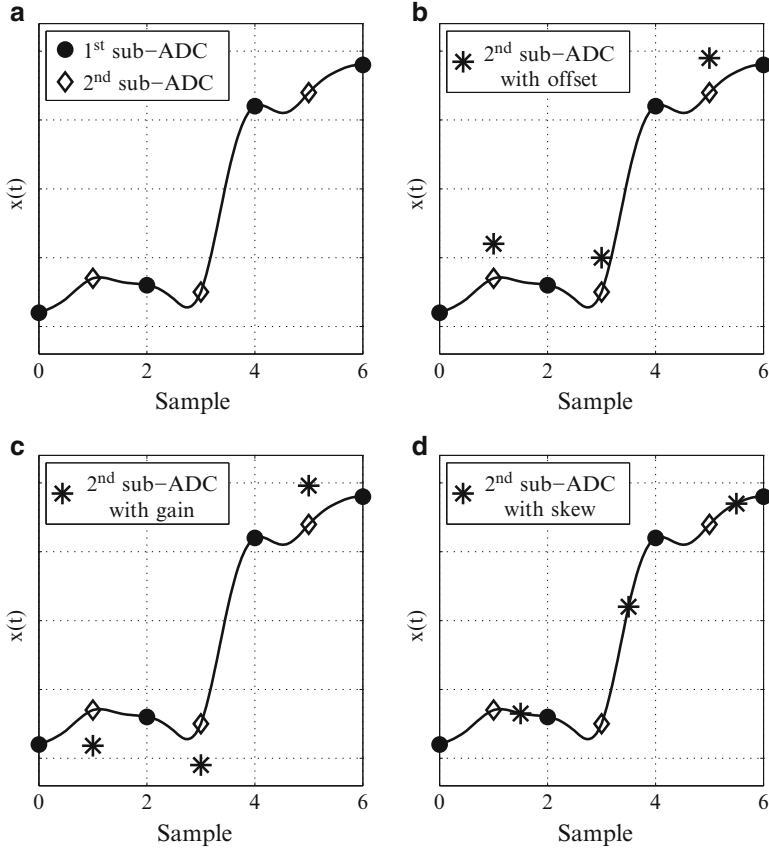 a
1st sub−ADC
2nd sub−ADC
x(t)
0 2 4 6
Sample
b
2nd sub−ADC
with offset
x(t)
0 2 4 6
Sample
c
2nd sub−ADC
with gain
x(t)
0 2 4 6
Sample
d
2nd sub−ADC
with skew
x(t)
0 2 4 6
Sample